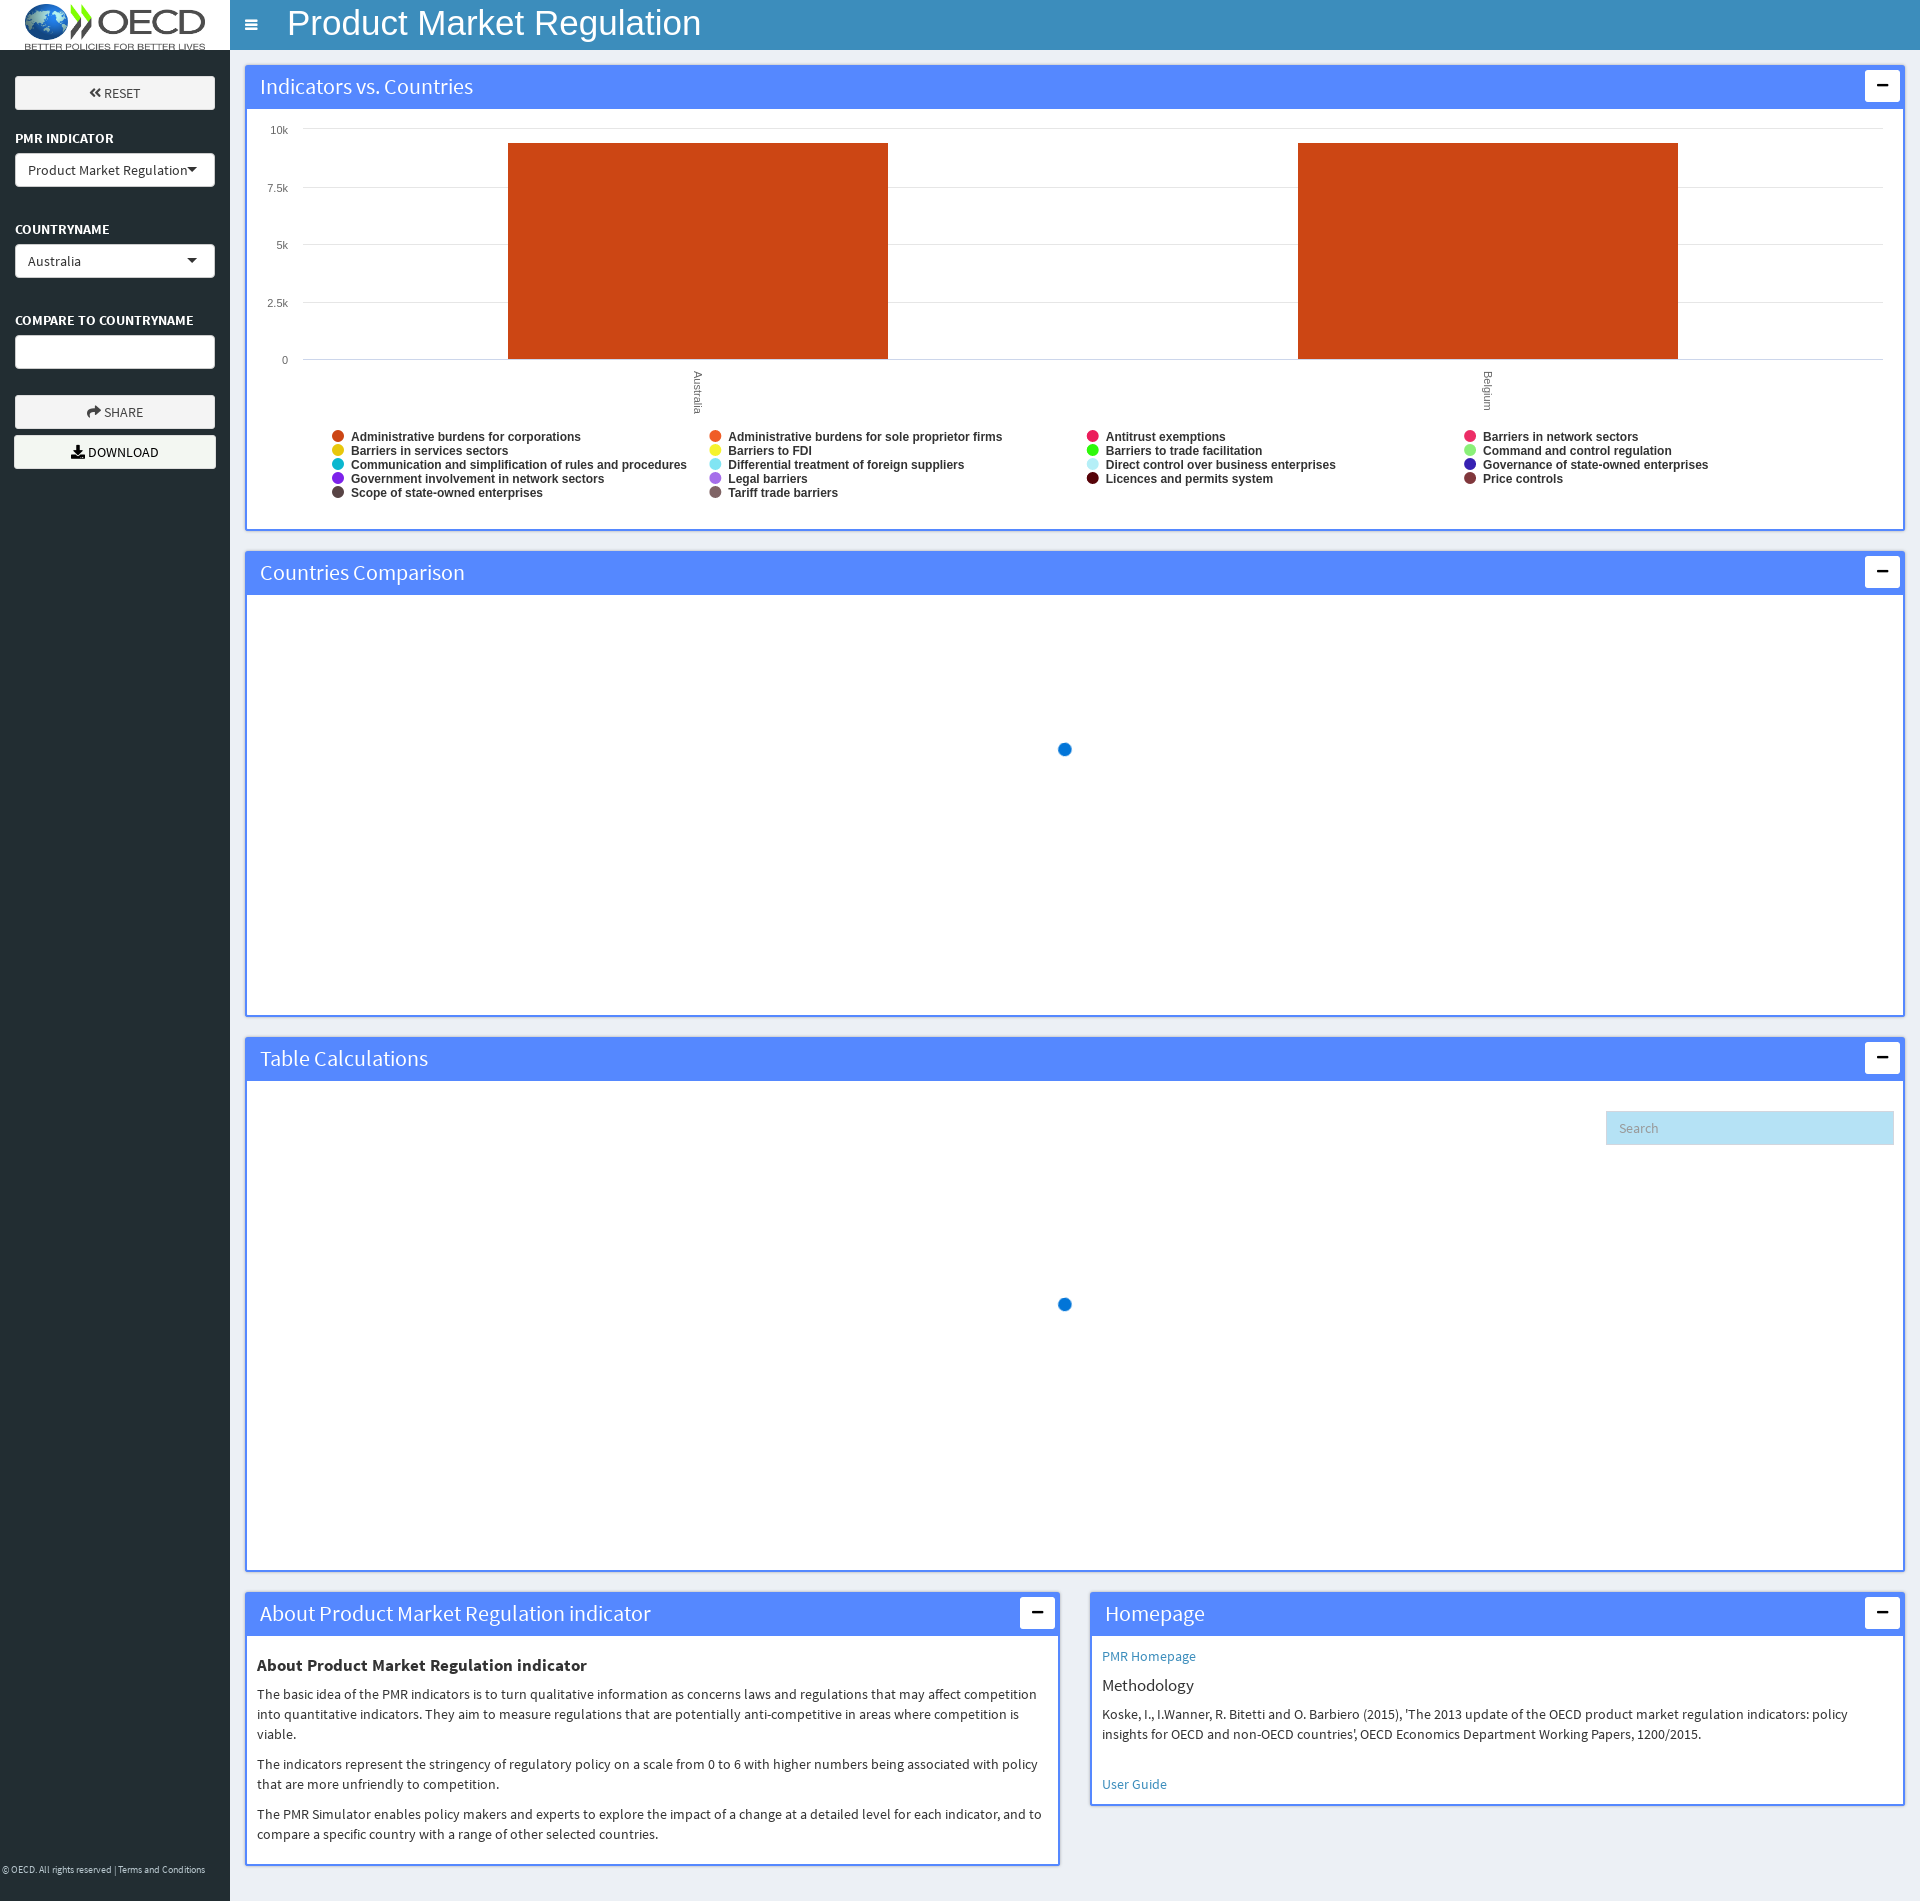 OECD
BETTER POLICIES FOR BETTER LIVES
Product Market Regulation
RESET
PMR INDICATOR
Product Market Regulation
COUNTRYNAME
Australia
COMPARE TO COUNTRYNAME
SHARE
DOWNLOAD
Indicators vs. Countries
10k
7.5k
5k
2.5k
0
Australia
Belgium
Administrative burdens for corporations
Administrative burdens for sole proprietor firms
Antitrust exemptions
Barriers in network sectors
Barriers in services sectors
Barriers to FDI
Barriers to trade facilitation
Command and control regulation
Communication and simplification of rules and procedures
Differential treatment of foreign suppliers
Direct control over business enterprises
Governance of state-owned enterprises
Government involvement in network sectors
Legal barriers
Licences and permits system
Price controls
Scope of state-owned enterprises
Tariff trade barriers
Countries Comparison
Table Calculations
Search
About Product Market Regulation indicator
About Product Market Regulation indicator
The basic idea of the PMR indicators is to turn qualitative information as concerns laws and regulations that may affect competition
into quantitative indicators. They aim to measure regulations that are potentially anti-competitive in areas where competition is
viable.
The indicators represent the stringency of regulatory policy on a scale from 0 to 6 with higher numbers being associated with policy
that are more unfriendly to competition.
The PMR Simulator enables policy makers and experts to explore the impact of a change at a detailed level for each indicator, and to
compare a specific country with a range of other selected countries.
Homepage
PMR Homepage
Methodology
Koske, I., I.Wanner, R. Bitetti and O. Barbiero (2015), 'The 2013 update of the OECD product market regulation indicators: policy
insights for OECD and non-OECD countries', OECD Economics Department Working Papers, 1200/2015.
User Guide
© OECD. All rights reserved | Terms and Conditions